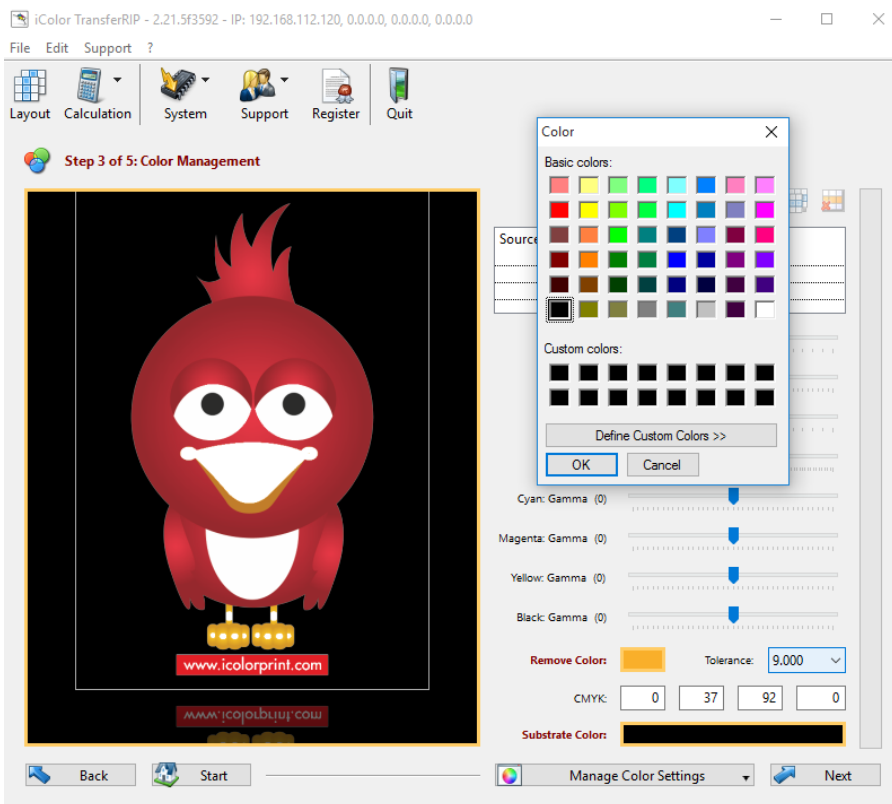 iColor TransferRIP - 2.21.5f3592 - IP: 192.168.112.120, 0.0.0.0, 0.0.0.0, 0.0.0.0
File Edit Support ?
Layout Calculation System Support Register Quit
Step 3 of 5: Color Management
Color
Basic colors:
Source
Custom colors:
Define Custom Colors >>
OK Cancel
Cyan: Gamma (0)
Magenta: Gamma (0)
Yellow: Gamma (0)
Black: Gamma (0)
Remove Color: Tolerance: 9.000
CMYK: 0 37 92 0
Substrate Color:
www.icolorprint.com
www.icolorprint.com
Back Start Manage Color Settings Next